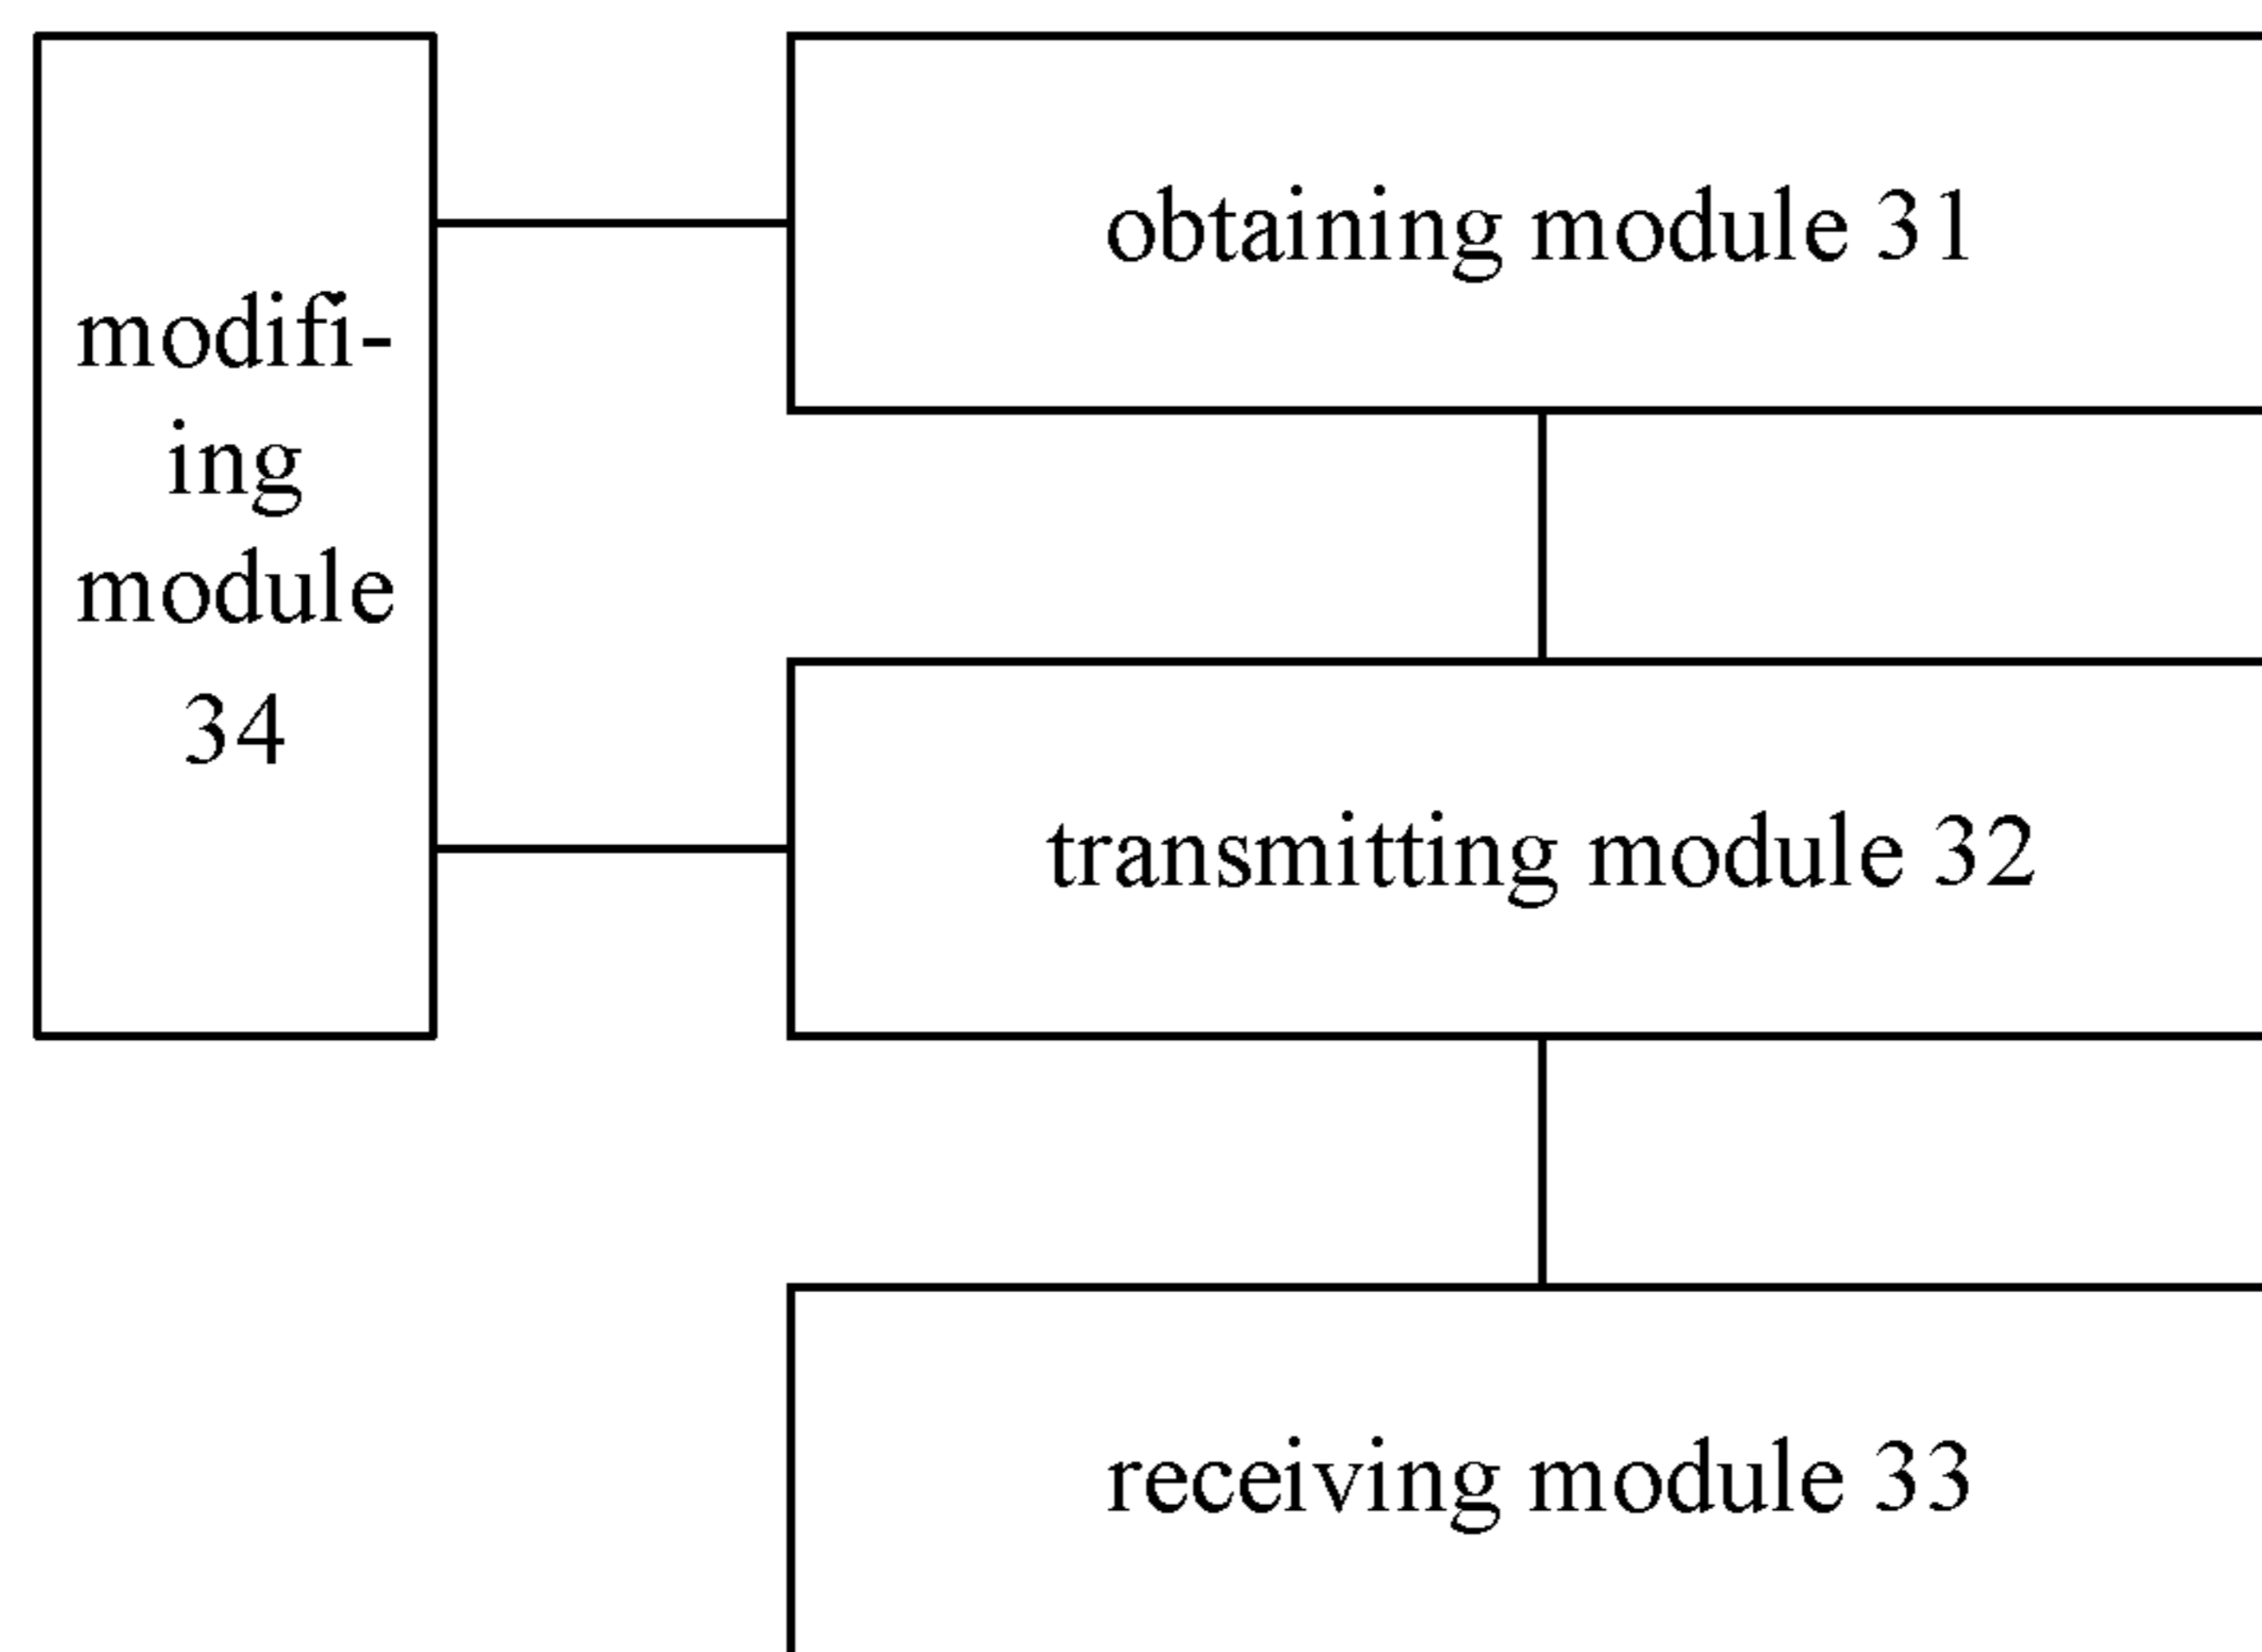 modifi-
ing
module
34
obtaining module 31
transmitting module 32
receiving module 33